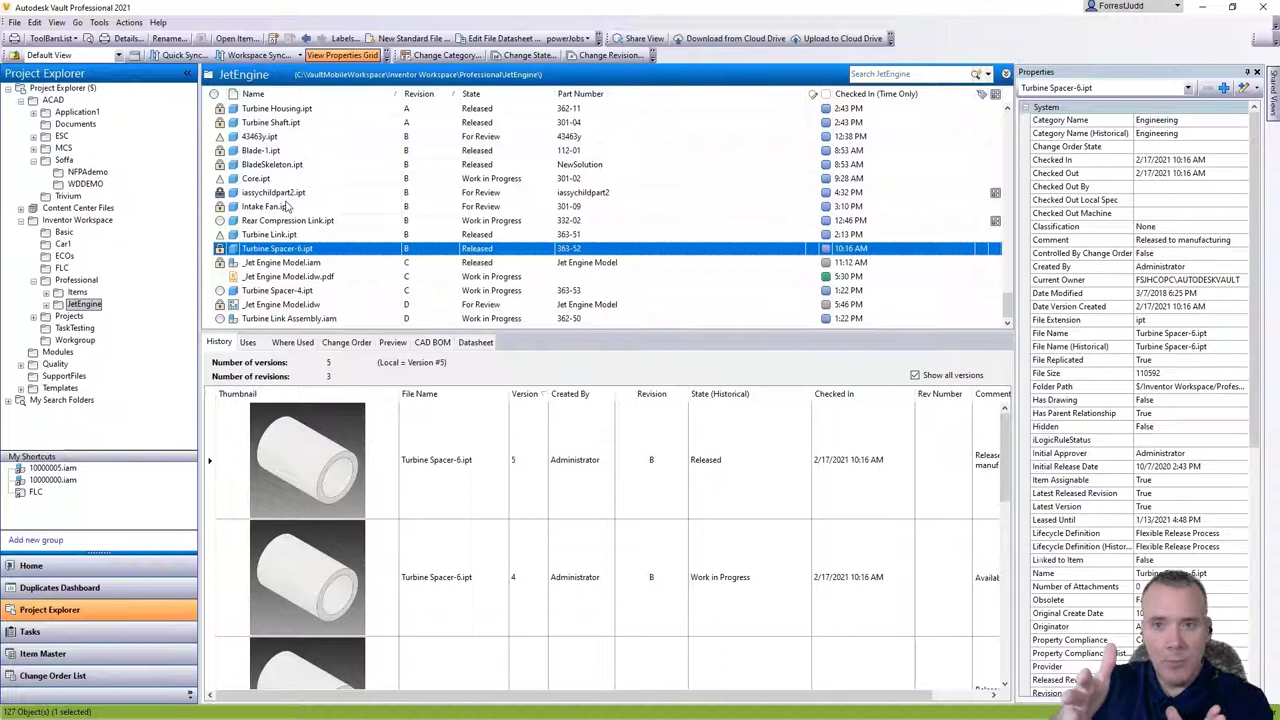 Autodesk Vault Professional 2021
ForrestJudd
File Edit View Go Tools Actions Help
ToolBarsList Details... Rename... Open Item... Labels... New Standard File... Edit File Datasheet... powerJobs Share View Download from Cloud Drive Upload to Cloud Drive
Default View Quick Sync... Workspace Sync... View Properties Grid Change Category... Change State... Change Revision...
Project Explorer
Project Explorer ($)
ACAD
Application1
Documents
ESC
MCS
Soffa
NFPAdemo
WDDEMO
Trivium
Content Center Files
Inventor Workspace
Basic
Car1
ECOs
FLC
Professional
Items
JetEngine
Projects
TaskTesting
Workgroup
Modules
Quality
SupportFiles
Templates
My Search Folders
My Shortcuts
10000005.iam
10000000.iam
FLC
Add new group
Home
Duplicates Dashboard
Project Explorer
Tasks
Item Master
Change Order List
127 Object(s) (1 selected)
JetEngine (C:\VaultMobileWorkspace\Inventor Workspace\Professional\JetEngine\)
Search JetEngine
Name Revision State Part Number Checked In (Time Only)
Turbine Housing.ipt A Released 362-11 2:43 PM
Turbine Shaft.ipt A Released 301-04 2:43 PM
43463y.ipt B For Review 43463y 12:38 PM
Blade-1.ipt B Released 112-01 8:53 AM
BladeSkeleton.ipt B Released NewSolution 8:53 AM
Core.ipt B Work in Progress 301-02 9:28 AM
iassychildpart2.ipt B For Review iassychildpart2 4:32 PM
Intake Fan.ipt B For Review 301-09 3:10 PM
Rear Compression Link.ipt B Work in Progress 332-02 12:46 PM
Turbine Link.ipt B Work in Progress 363-51 2:13 PM
Turbine Spacer-6.ipt B Released 363-52 10:16 AM
_Jet Engine Model.iam C Released Jet Engine Model 11:12 AM
_Jet Engine Model.idw.pdf C Work in Progress 5:30 PM
Turbine Spacer-4.ipt C Work in Progress 363-53 1:22 PM
_Jet Engine Model.idw D For Review Jet Engine Model 5:46 PM
Turbine Link Assembly.iam D Work in Progress 362-50 1:22 PM
History Uses Where Used Change Order Preview CAD BOM Datasheet
Number of versions: 5 (Local = Version #5)
Number of revisions: 3
Show all versions
Thumbnail File Name Version Created By Revision State (Historical) Checked In Rev Number Comment
Turbine Spacer-6.ipt 5 Administrator B Released 2/17/2021 10:16 AM
Turbine Spacer-6.ipt 4 Administrator B Work in Progress 2/17/2021 10:16 AM
Properties
Turbine Spacer-6.ipt
System
Category Name Engineering
Category Name (Historical) Engineering
Change Order State
Checked In 2/17/2021 10:16 AM
Checked Out 2/17/2021 10:16 AM
Checked Out By
Checked Out Local Spec
Checked Out Machine
Classification None
Comment Released to manufacturing
Controlled By Change Order False
Created By Administrator
Current Owner FSJHCOPC\AUTODESKVAULT
Date Modified 3/7/2018 6:25 PM
Date Version Created 2/17/2021 10:16 AM
File Extension ipt
File Name Turbine Spacer-6.ipt
File Name (Historical) Turbine Spacer-6.ipt
File Replicated True
File Size 110592
Folder Path $/Inventor Workspace/Profes...
Has Drawing False
Has Parent Relationship True
Hidden False
iLogicRuleStatus
Initial Approver Administrator
Initial Release Date 10/7/2020 2:43 PM
Item Assignable True
Latest Released Revision True
Latest Version True
Leased Until 1/13/2021 4:48 PM
Lifecycle Definition Flexible Release Process
Lifecycle Definition (Histor... Flexible Release Process
Linked to Item False
Name
Number of Attachments 0
Obsolete
Original Create Date
Originator
Property Compliance
Provider
Shared Views